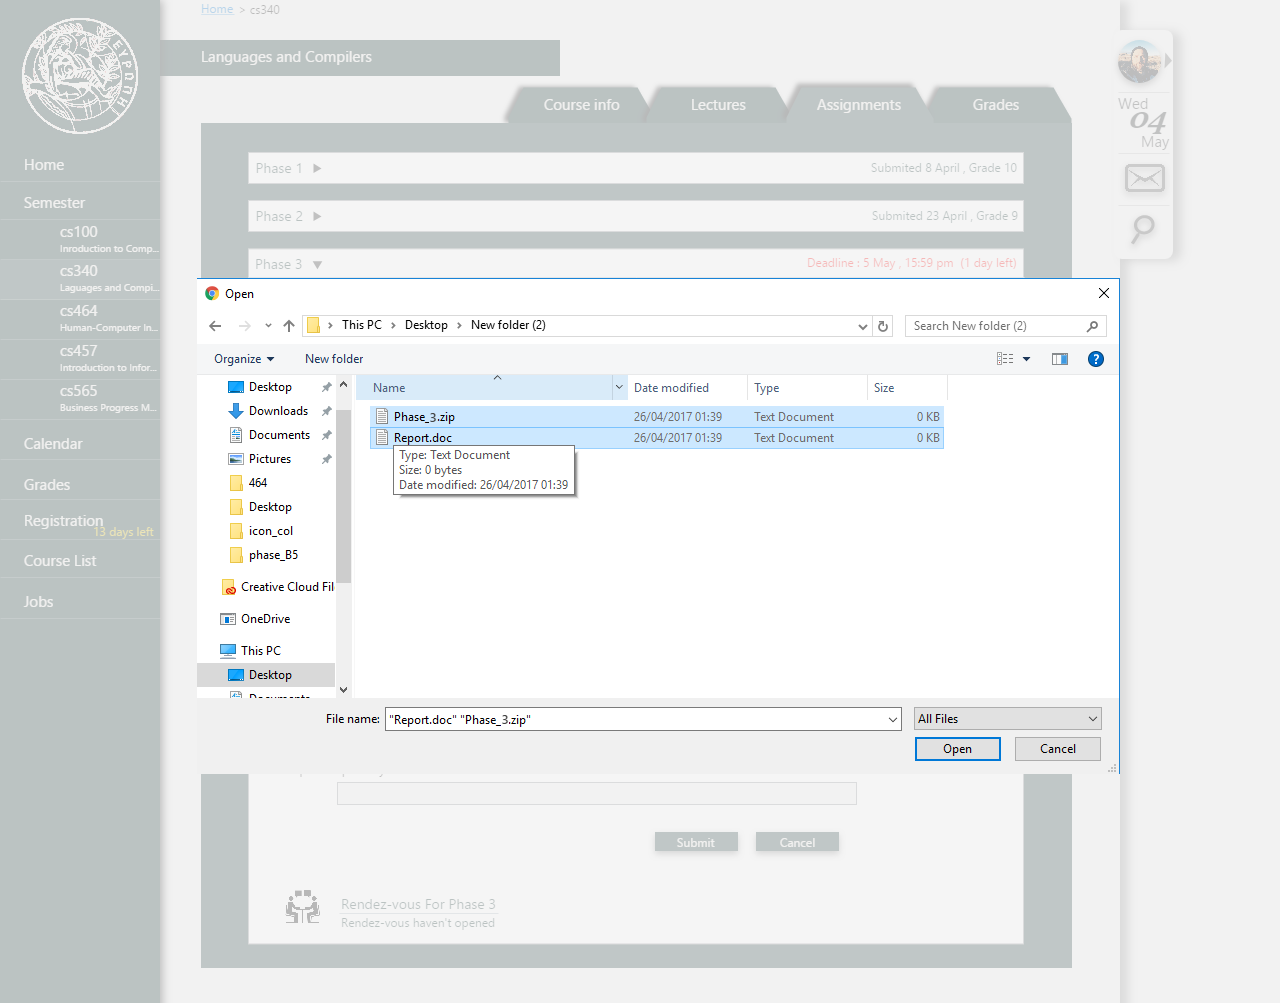 Home > cs340
Languages and Compilers
Course info
Lectures
Assignments
Grades
ΕΥΡΩΠΗ
Wed
04
May
Home
Semester
cs100
Inroduction to Comp...
cs340
Laguages and Compi...
cs464
Human-Computer In...
cs457
Introduction to Infor...
cs565
Business Progress M...
Calendar
Grades
Registration
13 days left
Course List
Jobs
Phase 1
Submited 8 April , Grade 10
Phase 2
Submited 23 April , Grade 9
Phase 3
Deadline : 5 May , 15:59 pm (1 day left)
Open
This PC > Desktop > New folder (2)
Search New folder (2)
Organize
New folder
Desktop
Downloads
Documents
Pictures
464
Desktop
icon_col
phase_B5
Creative Cloud Fil
OneDrive
This PC
Desktop
Documents
Name
Date modified
Type
Size
Phase_3.zip 26/04/2017 01:39 Text Document 0 KB
Report.doc 26/04/2017 01:39 Text Document 0 KB
Type: Text Document
Size: 0 bytes
Date modified: 26/04/2017 01:39
File name: "Report.doc" "Phase_3.zip"
All Files
Open
Cancel
Submit
Cancel
Rendez-vous For Phase 3
Rendez-vous haven't opened